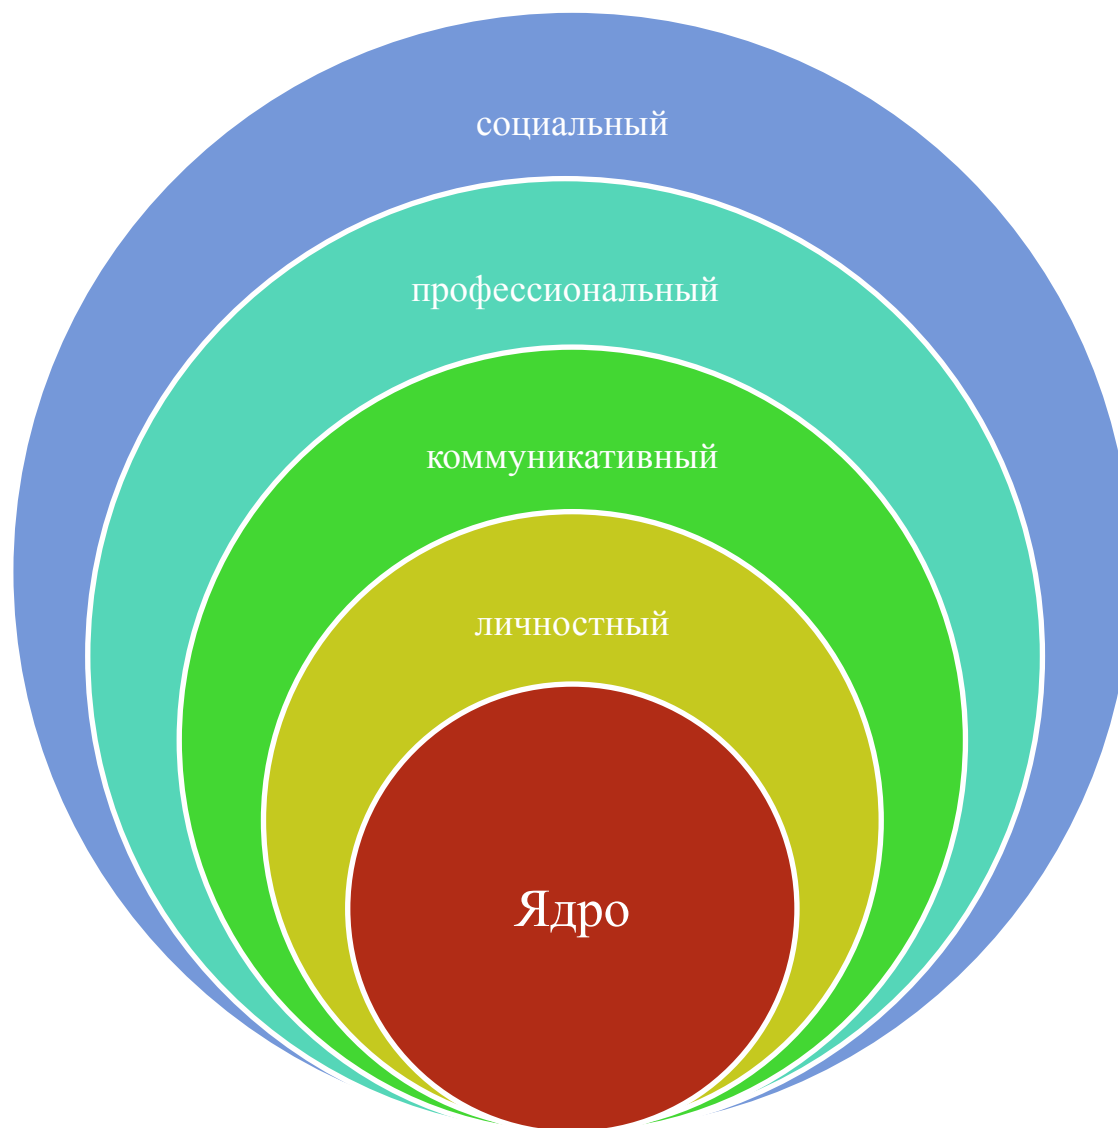 социальный
профессиональный
коммуникативный
личностный
Ядро